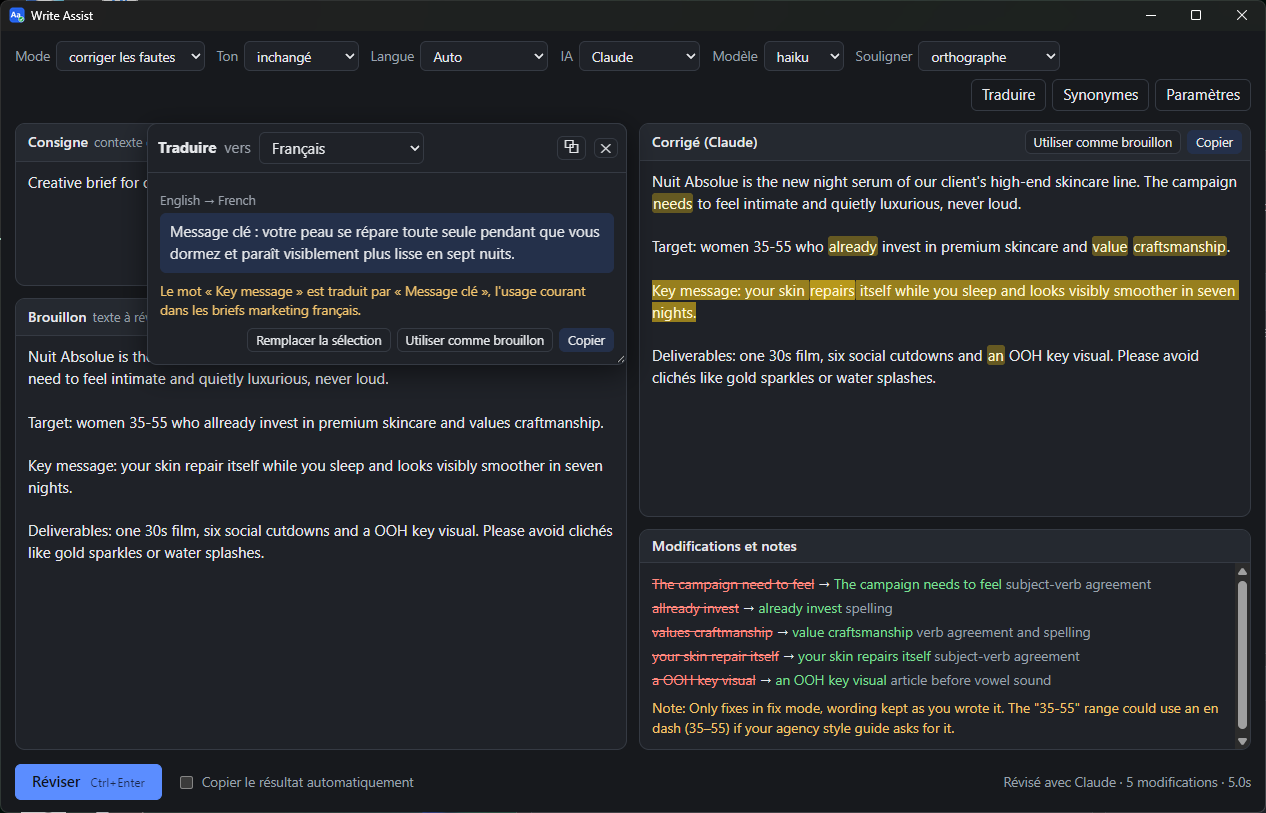 Write Assist
Mode corriger les fautes Ton inchangé Langue Auto IA Claude Modèle haiku Souligner orthographe
Traduire Synonymes Paramètres
Consigne contexte
Creative brief for
Traduire vers Français
English → French
Message clé : votre peau se répare toute seule pendant que vous
dormez et paraît visiblement plus lisse en sept nuits.
Le mot « Key message » est traduit par « Message clé », l'usage courant
dans les briefs marketing français.
Remplacer la sélection Utiliser comme brouillon Copier
Brouillon texte à
Nuit Absolue is
need to feel intimate and quietly luxurious, never loud.
Target: women 35-55 who allready invest in premium skincare and values craftmanship.
Key message: your skin repair itself while you sleep and looks visibly smoother in seven
nights.
Deliverables: one 30s film, six social cutdowns and a OOH key visual. Please avoid clichés
like gold sparkles or water splashes.
Corrigé (Claude) Utiliser comme brouillon Copier
Nuit Absolue is the new night serum of our client's high-end skincare line. The campaign
needs to feel intimate and quietly luxurious, never loud.
Target: women 35-55 who already invest in premium skincare and value craftsmanship.
Key message: your skin repairs itself while you sleep and looks visibly smoother in seven
nights.
Deliverables: one 30s film, six social cutdowns and an OOH key visual. Please avoid
clichés like gold sparkles or water splashes.
Modifications et notes
The campaign need to feel → The campaign needs to feel subject-verb agreement
allready invest → already invest spelling
values craftmanship → value craftsmanship verb agreement and spelling
your skin repair itself → your skin repairs itself subject-verb agreement
a OOH key visual → an OOH key visual article before vowel sound
Note: Only fixes in fix mode, wording kept as you wrote it. The "35-55" range could use an en
dash (35–55) if your agency style guide asks for it.
Réviser Ctrl+Enter Copier le résultat automatiquement
Révisé avec Claude · 5 modifications · 5.0s